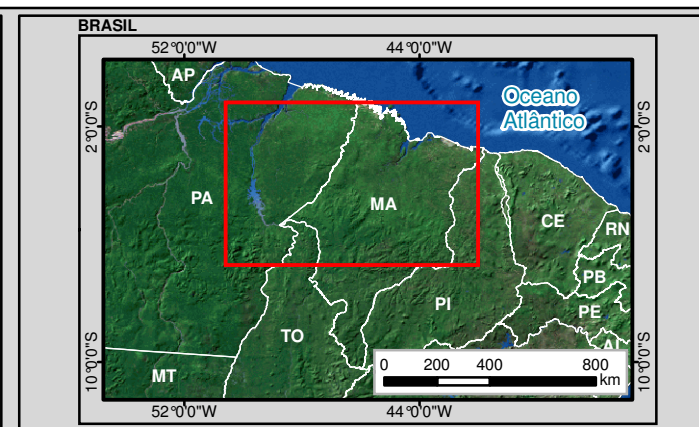 BRASIL
52°0'0"W
44°0'0"W
AP
Oceano
Atlântico
2°0'0"S
2°0'0"S
PA
MA
CE
RN
PB
PE
PI
TO
AL
MT
0 200 400 800
km
10°0'0"S
10°0'0"S
52°0'0"W
44°0'0"W